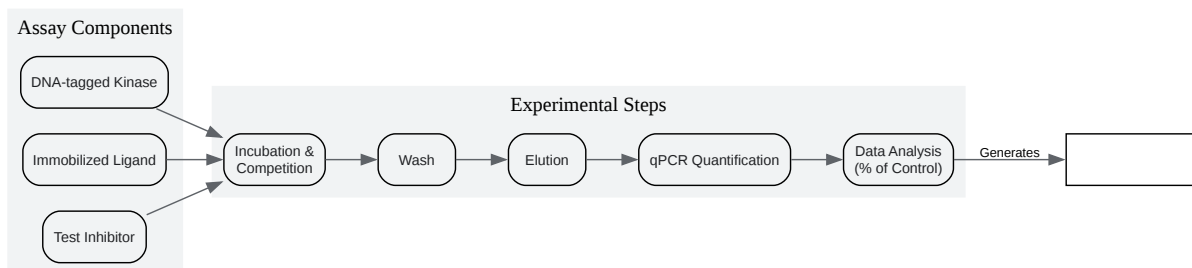 Assay Components
DNA-tagged Kinase
Immobilized Ligand
Test Inhibitor
Experimental Steps
Incubation &
Competition
Wash
Elution
qPCR Quantification
Data Analysis
(% of Control)
Generates